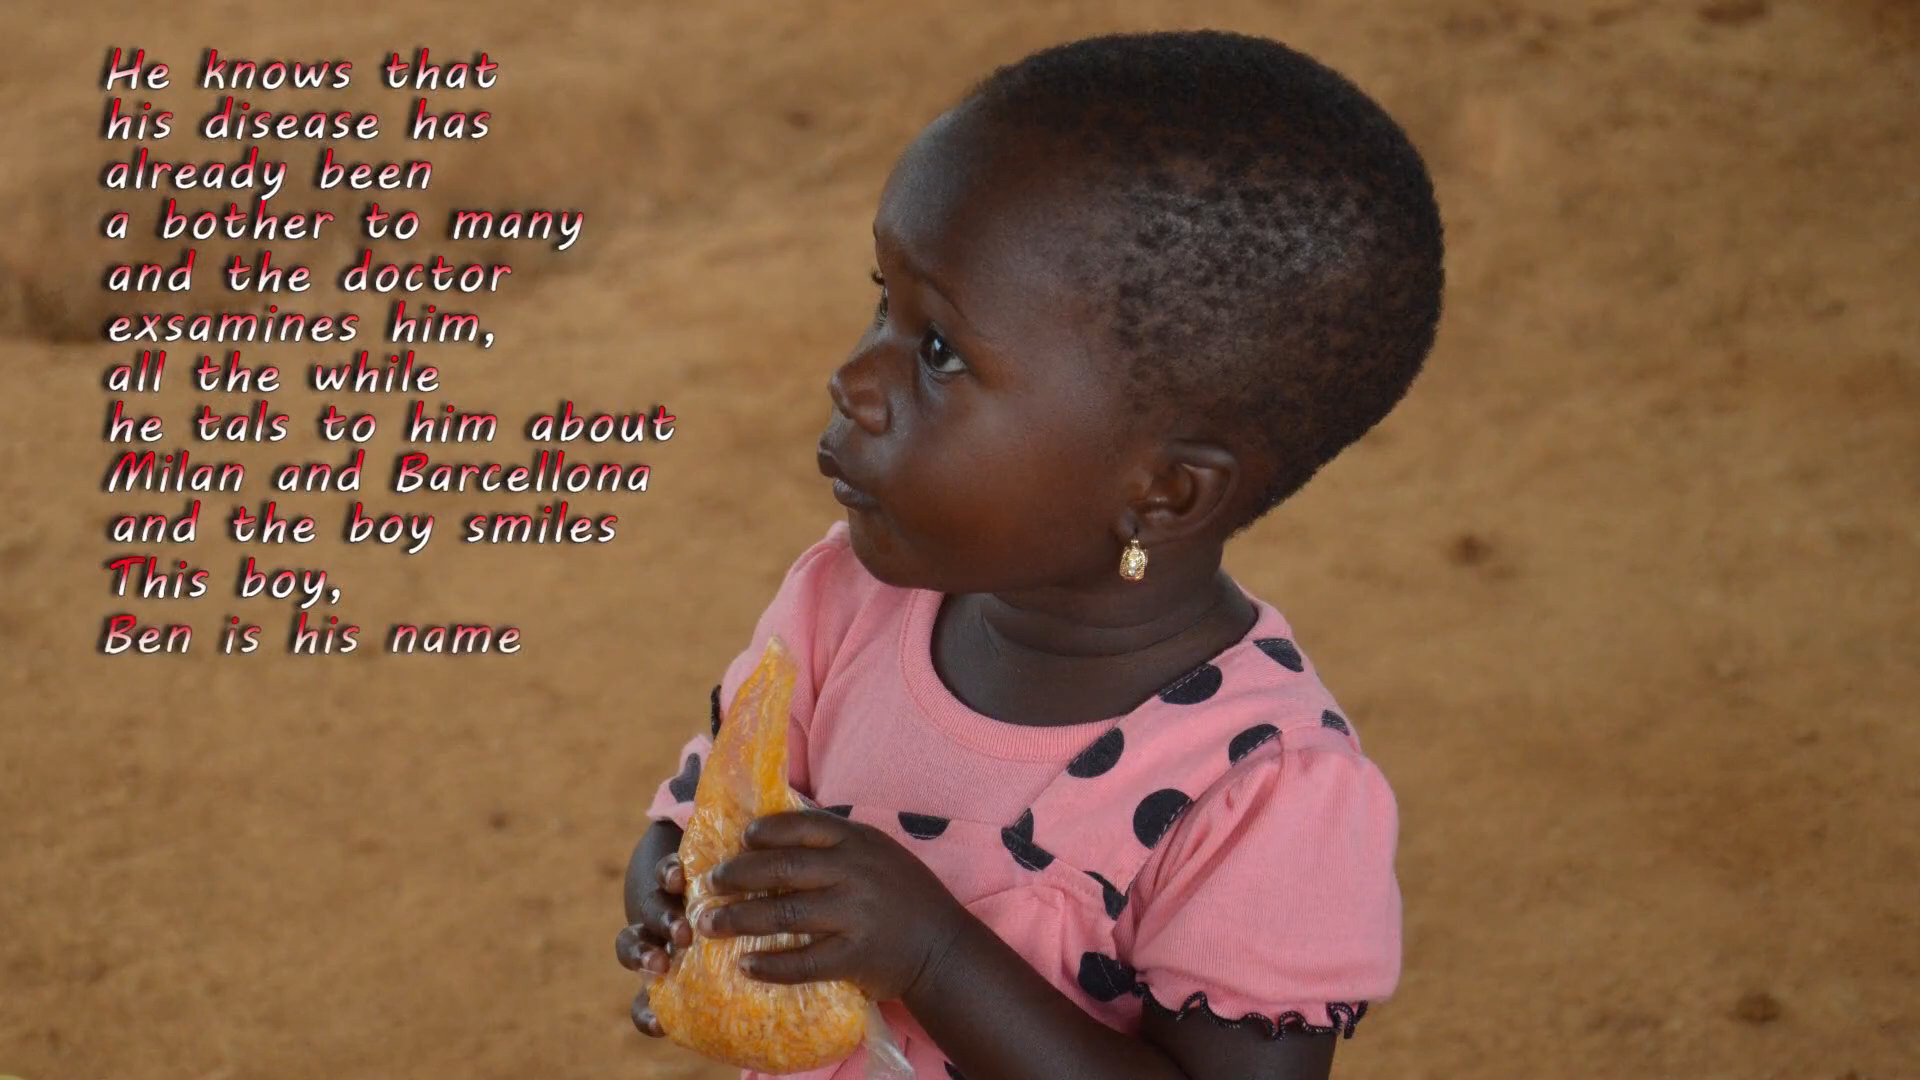 He knows that
his disease has
already been
a bother to many
and the doctor
exsamines him,
all the while
he tals to him about
Milan and Barcellona
and the boy smiles
This boy,
Ben is his name